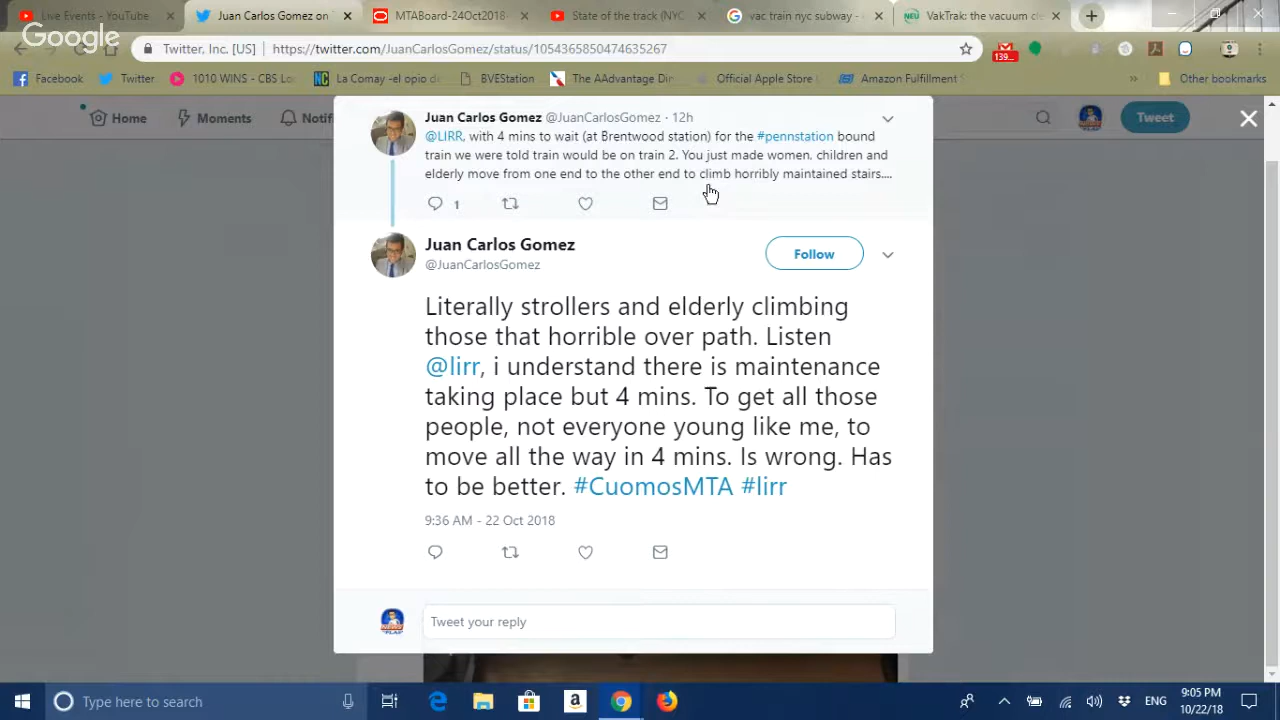 Live Events - YouTube
Juan Carlos Gomez on
MTABoard-24Oct2018-
State of the track (NYC
vac train nyc subway -
VakTrak: the vacuum cle
Google
Twitter, Inc. [US]
https://twitter.com/JuanCarlosGomez/status/1054365850474635267
139...
Facebook
Twitter
1010 WINS - CBS Lo
La Comay -el opio de
BVEStation
The AAdvantage Din
Official Apple Store
Amazon Fulfillment
»
Other bookmarks
Home
Moments
Notifi
Tweet
Juan Carlos Gomez @JuanCarlosGomez · 12h
@LIRR, with 4 mins to wait (at Brentwood station) for the #pennstation bound
train we were told train would be on train 2. You just made women. children and
elderly move from one end to the other end to climb horribly maintained stairs....
1
Juan Carlos Gomez
@JuanCarlosGomez
Follow
Literally strollers and elderly climbing
those that horrible over path. Listen
@lirr, i understand there is maintenance
taking place but 4 mins. To get all those
people, not everyone young like me, to
move all the way in 4 mins. Is wrong. Has
to be better. #CuomosMTA #lirr
9:36 AM - 22 Oct 2018
Tweet your reply
Type here to search
ENG
9:05 PM
10/22/18